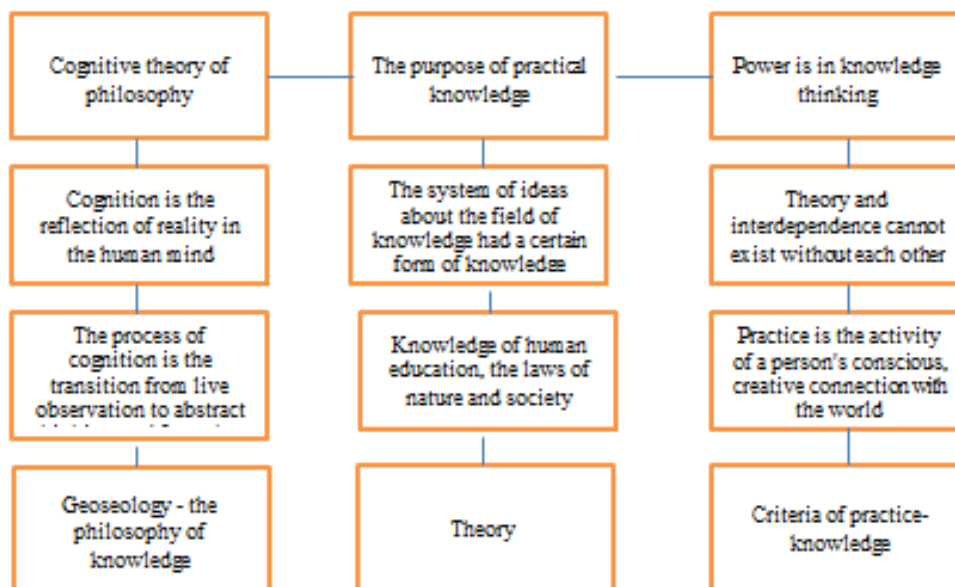 Cognitive theory of
philosophy
The purpose of practical
knowledge
Power is in knowledge
thinking
Cognition is the
reflection of reality in
the human mind
The system of ideas
about the field of
knowledge had a certain
form of knowledge
Theory and
interdependence cannot
exist without each other
The process of
cognition is the
transition from live
observation to abstract
Knowledge of human
education, the laws of
nature and society
Practice is the activity
of a person's conscious,
creative connection with
the world
Geoseology - the
philosophy of
knowledge
Theory
Criteria of practice-
knowledge